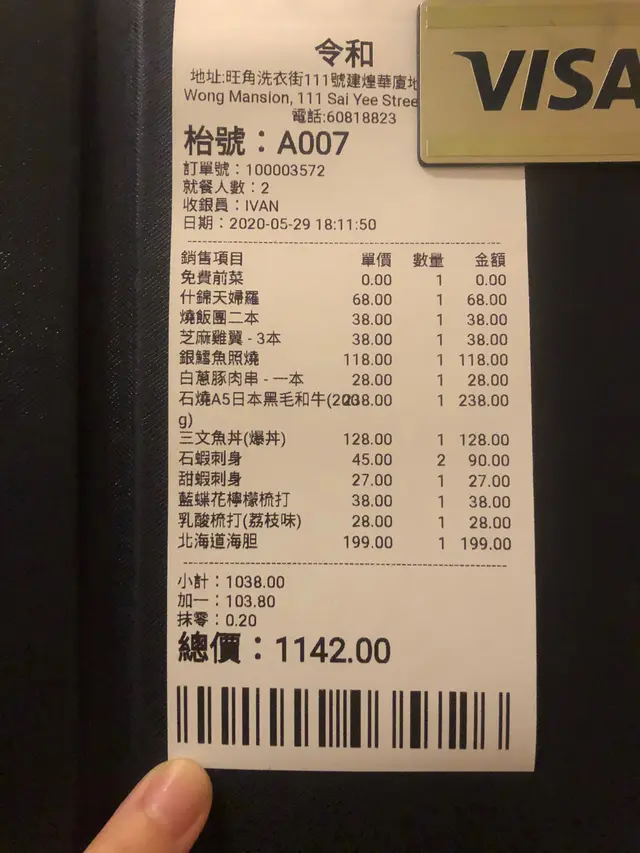 令和
地址:旺角洗衣街111號建煌華廈地
Wong Mansion, 111 Sai Yee Stree
電話:60818823
枱號：A007
訂單號：100003572
就餐人數：2
收銀員：IVAN
日期：2020-05-29 18:11:50
銷售項目 單價 數量 金額
免費前菜 0.00 1 0.00
什錦天婦羅 68.00 1 68.00
燒飯團二本 38.00 1 38.00
芝麻雞翼 - 3本 38.00 1 38.00
銀鱈魚照燒 118.00 1 118.00
白蔥豚肉串 - 一本 28.00 1 28.00
石燒A5日本黑毛和牛( 238.00 1 238.00
g)
三文魚丼(爆丼) 128.00 1 128.00
石蝦刺身 45.00 2 90.00
甜蝦刺身 27.00 1 27.00
藍蝶花檸檬梳打 38.00 1 38.00
乳酸梳打(荔枝味) 28.00 1 28.00
北海道海胆 199.00 1 199.00
小計：1038.00
加一：103.80
抹零：0.20
總價：1142.00
VISA